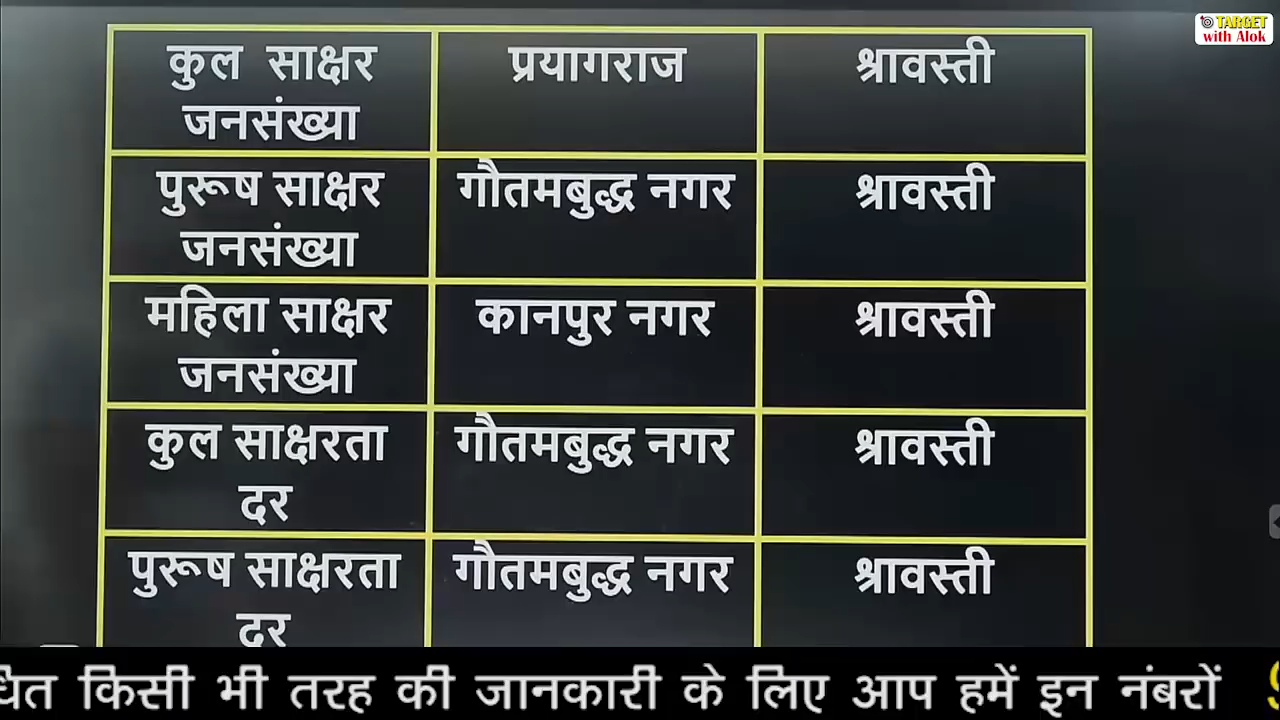 TARGET
with Alok
कुल साक्षर
जनसंख्या
प्रयागराज
श्रावस्ती
पुरूष साक्षर
जनसंख्या
गौतमबुद्ध नगर
श्रावस्ती
महिला साक्षर
जनसंख्या
कानपुर नगर
श्रावस्ती
कुल साक्षरता
दर
गौतमबुद्ध नगर
श्रावस्ती
पुरूष साक्षरता
दर
गौतमबुद्ध नगर
श्रावस्ती
किसी भी तरह की जानकारी के लिए आप हमें इन नंबरों